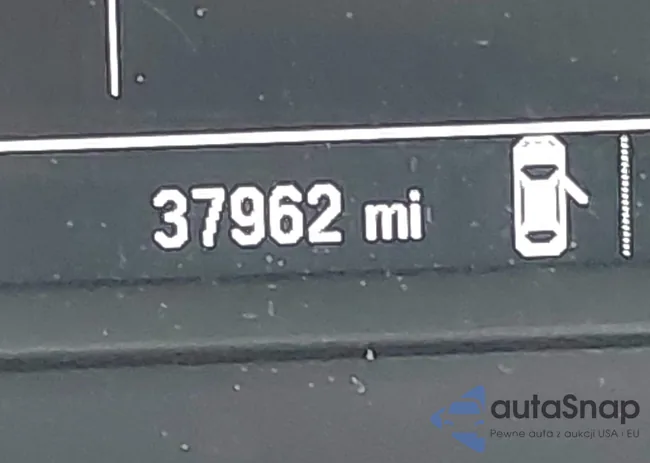 37962 mi
autaSnap
Pewne auta z aukcji USA i EU